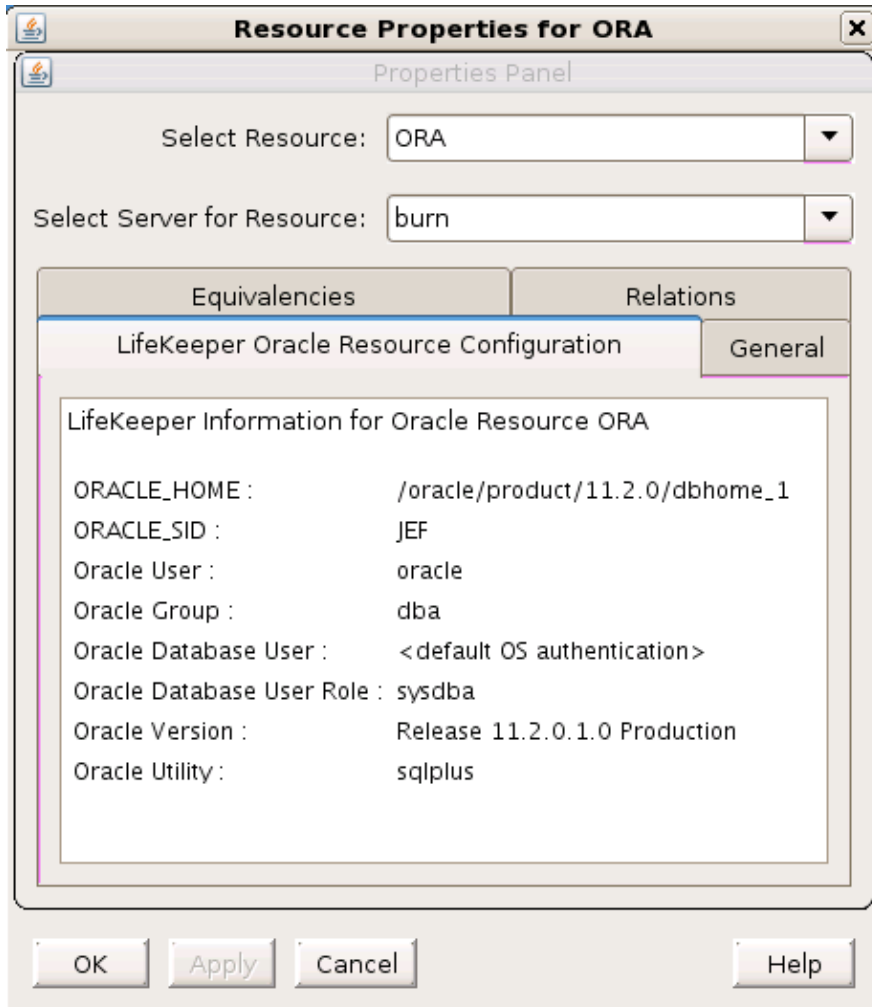 Resource Properties for ORA
Properties Panel
Select Resource: ORA
Select Server for Resource: burn
Equivalencies Relations
LifeKeeper Oracle Resource Configuration General
LifeKeeper Information for Oracle Resource ORA
ORACLE_HOME : /oracle/product/11.2.0/dbhome_1
ORACLE_SID : JEF
Oracle User : oracle
Oracle Group : dba
Oracle Database User : <default OS authentication>
Oracle Database User Role : sysdba
Oracle Version : Release 11.2.0.1.0 Production
Oracle Utility : sqlplus
OK Apply Cancel Help